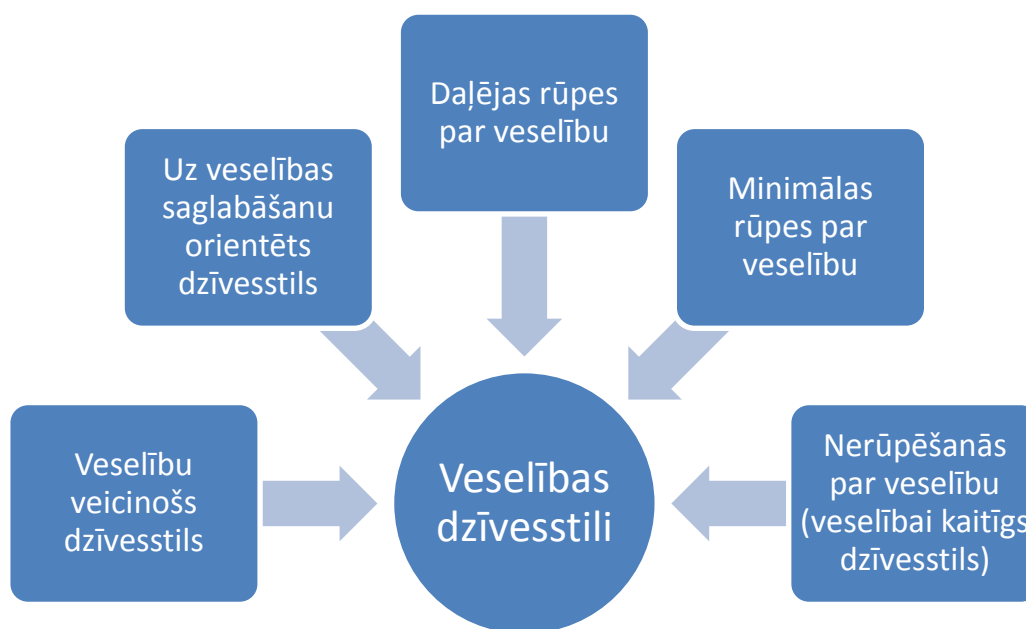 Daļējas rūpes
par veselību
Uz veselības
saglabāšanu
orientēts
dzīvesstils
Minimālas
rūpes par
veselību
Veselību
veicinošs
dzīvesstils
Veselības
dzīvesstili
Nerūpēšanās
par veselību
(veselībai kaitīgs
dzīvesstils)